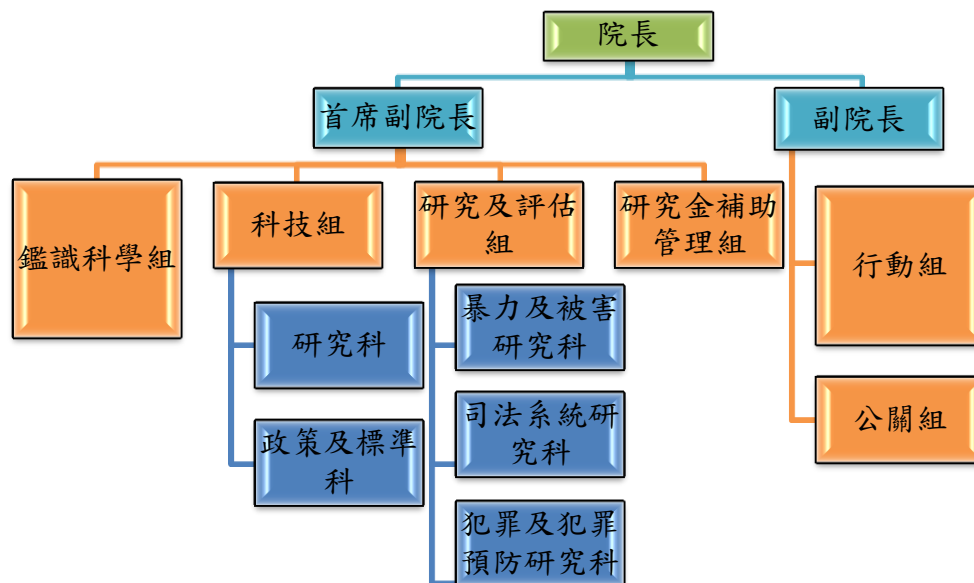 院長
首席副院長
副院長
鑑識科學組
科技組
研究及評估
組
研究金補助
管理組
行動組
公關組
研究科
政策及標準
科
暴力及被害
研究科
司法系統研
究科
犯罪及犯罪
預防研究科